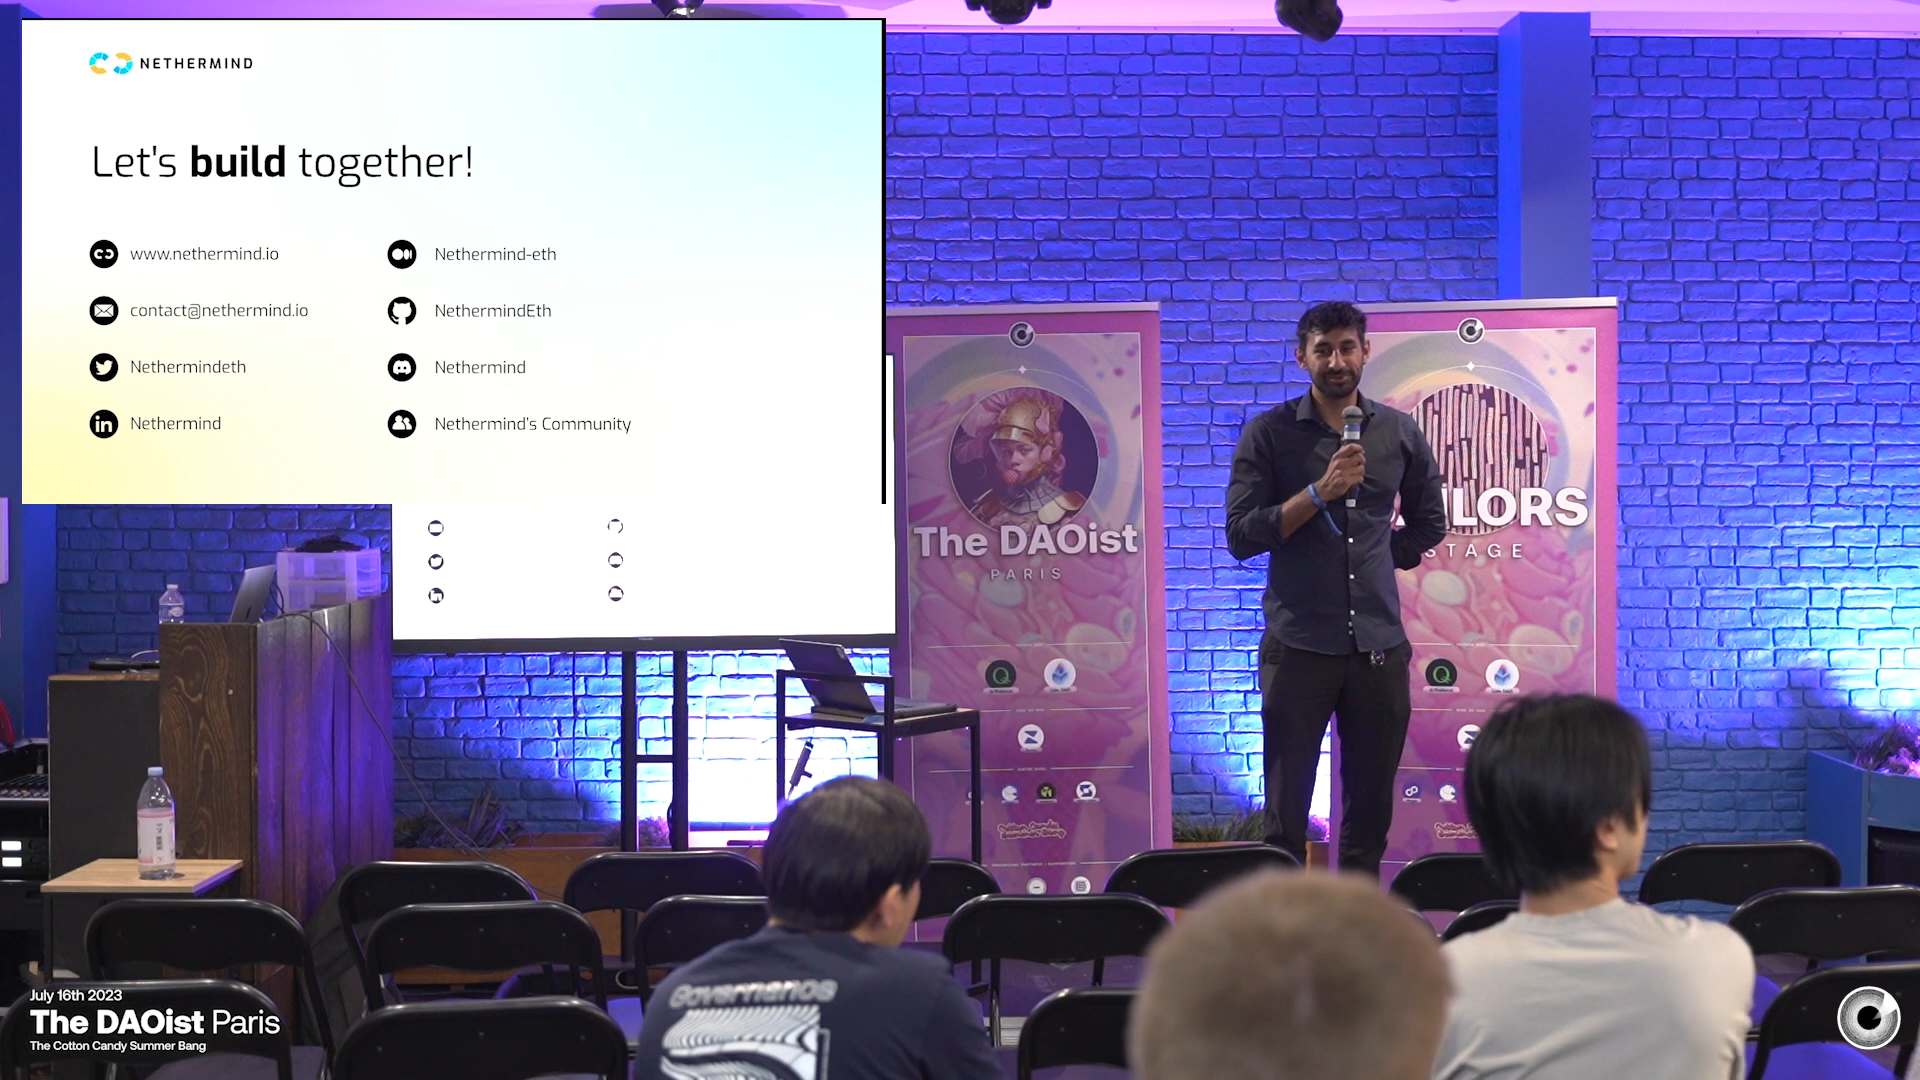 NETHERMIND
Let's build together!
www.nethermind.io
contact@nethermind.io
Nethermindeth
Nethermind
Nethermind-eth
NethermindEth
Nethermind
Nethermind's Community
The DAOist
PARIS
LORS
STAGE
Governance
July 16th 2023
The DAOist Paris
The Cotton Candy Summer Bang